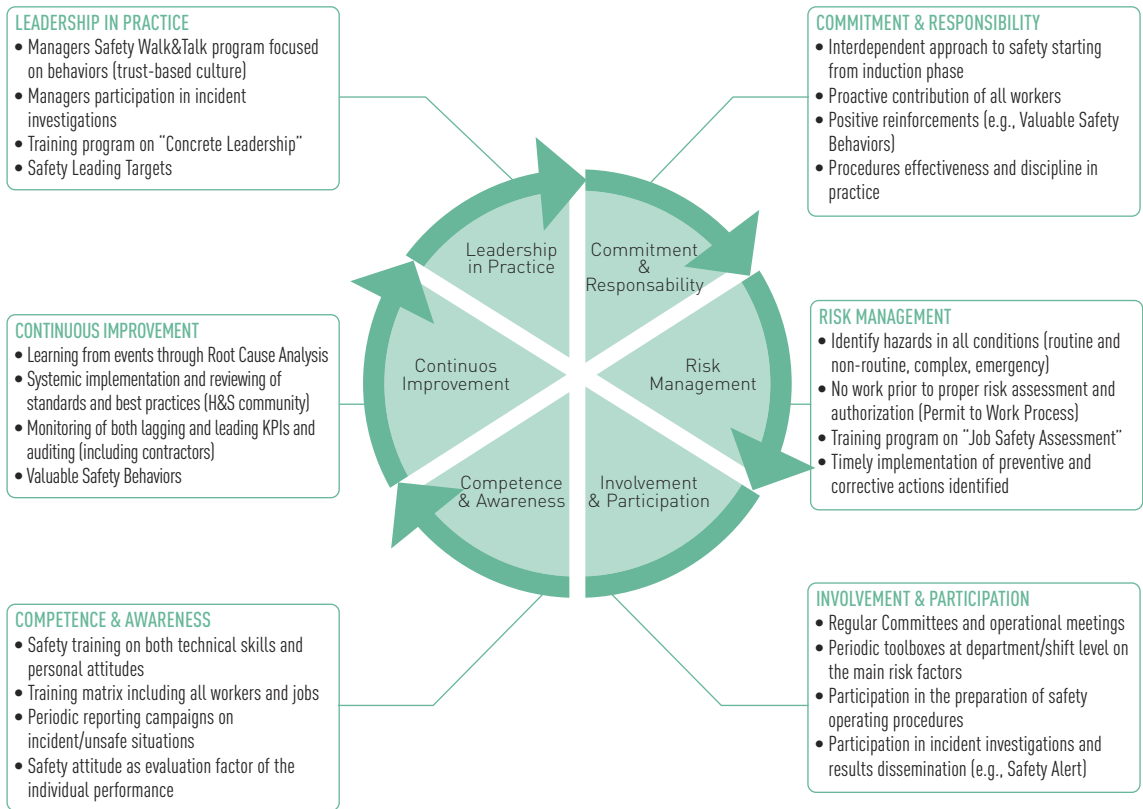 LEADERSHIP IN PRACTICE
• Managers Safety Walk&Talk program focused
on behaviors (trust-based culture)
• Managers participation in incident
investigations
• Training program on “Concrete Leadership”
• Safety Leading Targets
COMMITMENT & RESPONSIBILITY
• Interdependent approach to safety starting
from induction phase
• Proactive contribution of all workers
• Positive reinforcements (e.g., Valuable Safety
Behaviors)
• Procedures effectiveness and discipline in
practice
Leadership
in Practice
Commitment
&
Responsability
CONTINUOUS IMPROVEMENT
• Learning from events through Root Cause Analysis
• Systemic implementation and reviewing of
standards and best practices (H&S community)
• Monitoring of both lagging and leading KPIs and
auditing (including contractors)
• Valuable Safety Behaviors
Continuos
Improvement
Risk
Management
RISK MANAGEMENT
• Identify hazards in all conditions (routine and
non-routine, complex, emergency)
• No work prior to proper risk assessment and
authorization (Permit to Work Process)
• Training program on “Job Safety Assessment”
• Timely implementation of preventive and
corrective actions identified
Competence
& Awareness
Involvement
& Participation
COMPETENCE & AWARENESS
• Safety training on both technical skills and
personal attitudes
• Training matrix including all workers and jobs
• Periodic reporting campaigns on
incident/unsafe situations
• Safety attitude as evaluation factor of the
individual performance
INVOLVEMENT & PARTICIPATION
• Regular Committees and operational meetings
• Periodic toolboxes at department/shift level on
the main risk factors
• Participation in the preparation of safety
operating procedures
• Participation in incident investigations and
results dissemination (e.g., Safety Alert)